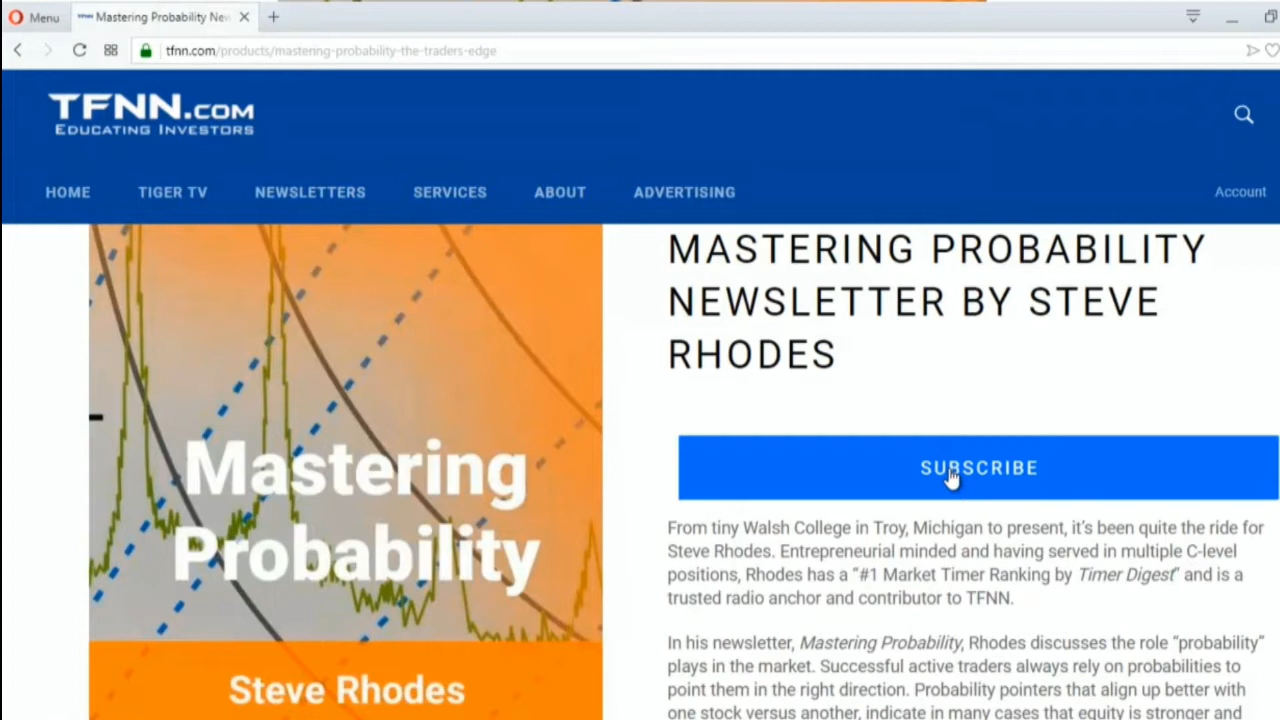 Menu
Mastering Probability New
tfnn.com/products/mastering-probability-the-traders-edge
TFNN.COM
EDUCATING INVESTORS
HOME TIGER TV NEWSLETTERS SERVICES ABOUT ADVERTISING Account
Mastering
Probability
Steve Rhodes
MASTERING PROBABILITY
NEWSLETTER BY STEVE
RHODES
SUBSCRIBE
From tiny Walsh College in Troy, Michigan to present, it's been quite the ride for
Steve Rhodes. Entrepreneurial minded and having served in multiple C-level
positions, Rhodes has a “#1 Market Timer Ranking by Timer Digest” and is a
trusted radio anchor and contributor to TFNN.
In his newsletter, Mastering Probability, Rhodes discusses the role “probability”
plays in the market. Successful active traders always rely on probabilities to
point them in the right direction. Probability pointers that align up better with
one stock versus another, indicate in many cases that equity is stronger and